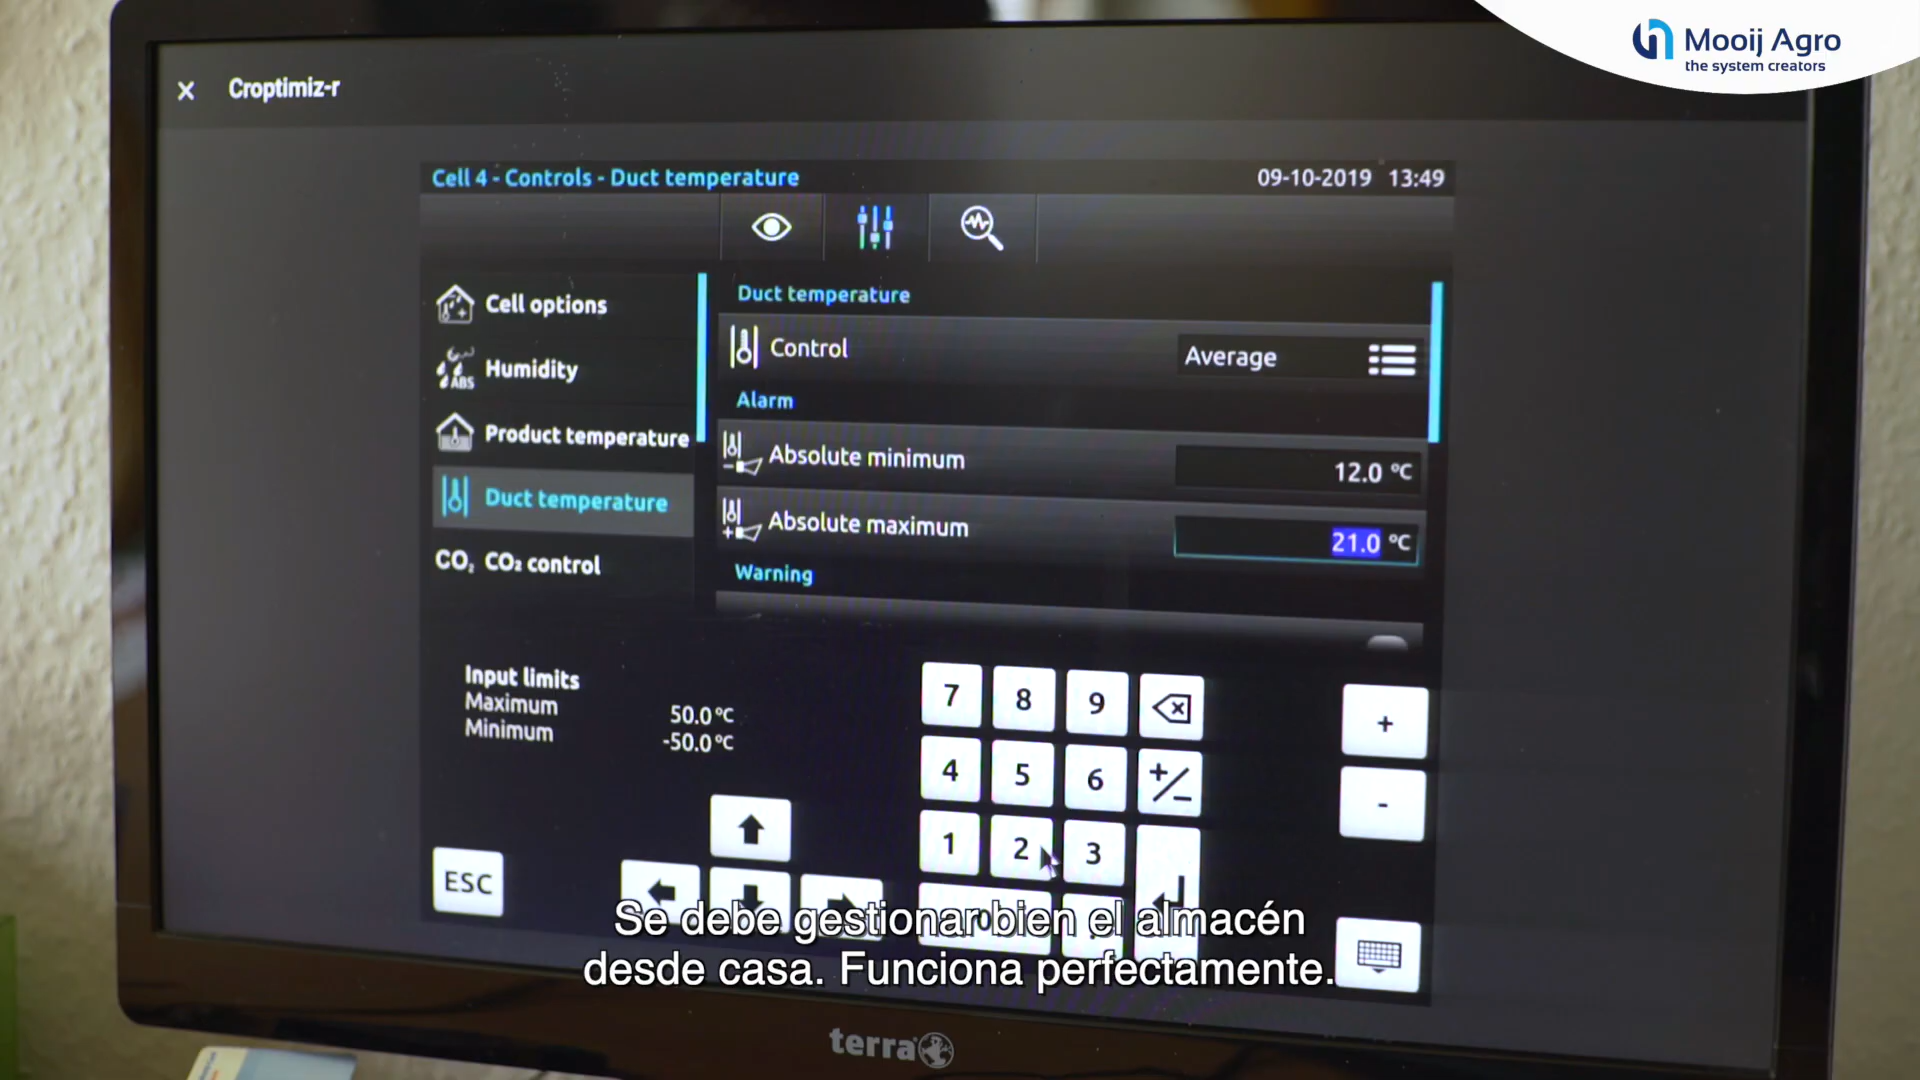 Mooij Agro
the system creators
Croptimiz-r
Cell 4 - Controls - Duct temperature
09-10-2019 13:49
Cell options
ABS Humidity
Product temperature
Duct temperature
CO₂ CO₂ control
Duct temperature
Control
Average
Alarm
Absolute minimum
12.0 °C
Absolute maximum
21.0 °C
Warning
Input limits
Maximum 50.0 °C
Minimum -50.0 °C
7 8 9
4 5 6 +/-
1 2 3
0 .
+
-
ESC
Se debe gestionar bien el almacén
desde casa. Funciona perfectamente.
terra